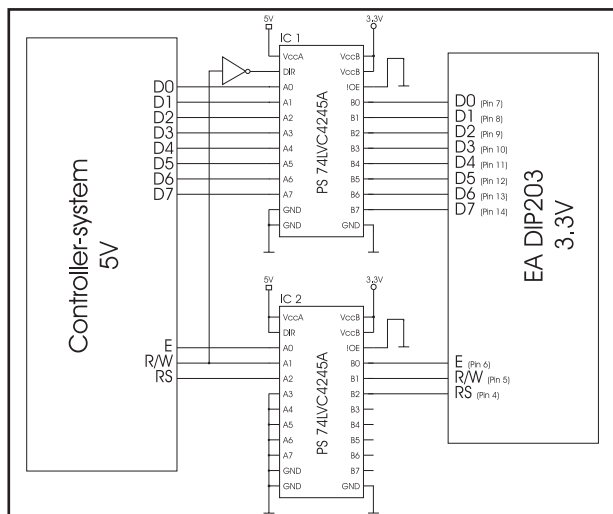 5V
3.3V
IC 1
VccA
DIR
A0
A1
A2
A3
A4
A5
A6
A7
GND
GND
PS 74LVC4245A
VccB
VccB
!OE
B0
B1
B2
B3
B4
B5
B6
B7
GND
D0
D1
D2
D3
D4
D5
D6
D7
Controller-system
5V
D0 (Pin 7)
D1 (Pin 8)
D2 (Pin 9)
D3 (Pin 10)
D4 (Pin 11)
D5 (Pin 12)
D6 (Pin 13)
D7 (Pin 14)
EA DIP203
3.3V
5V
3.3V
IC 2
VccA
DIR
A0
A1
A2
A3
A4
A5
A6
A7
GND
GND
PS 74LVC4245A
VccB
VccB
!OE
B0
B1
B2
B3
B4
B5
B6
B7
GND
E
R/W
RS
E (Pin 6)
R/W (Pin 5)
RS (Pin 4)